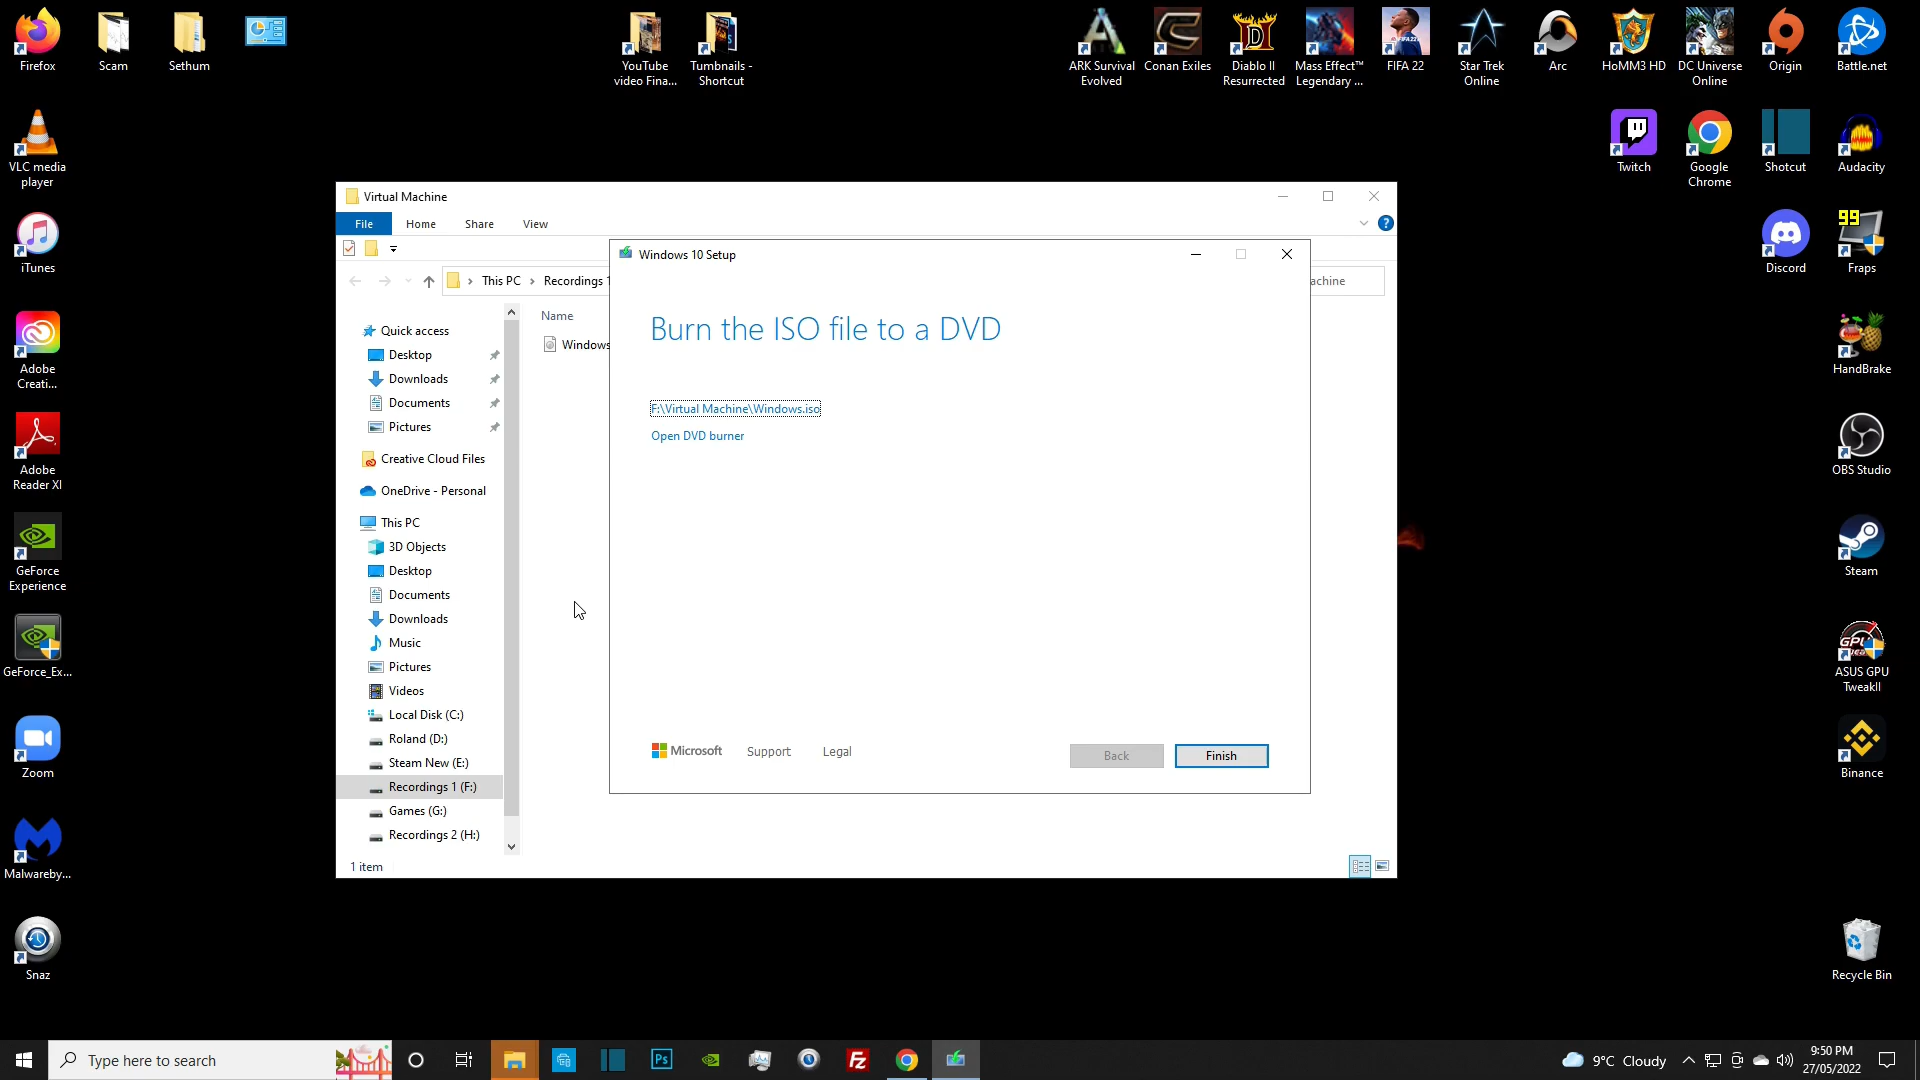 Firefox
Scam
Sethum
YouTube
video Fina...
Tumbnails -
Shortcut
ARK Survival
Evolved
Conan Exiles
Diablo II
Resurrected
Mass Effect™
Legendary ...
FIFA 22
Star Trek
Online
Arc
HoMM3 HD
DC Universe
Online
Origin
Battle.net
VLC media
player
Twitch
Google
Chrome
Shotcut
Audacity
iTunes
Discord
99
Fraps
Adobe
Creati...
HandBrake
Adobe
Reader XI
OBS Studio
GeForce
Experience
Steam
GeForce_Ex...
ASUS GPU
TweakII
Zoom
Binance
Malwareby...
Snaz
Recycle Bin
Virtual Machine
File
Home
Share
View
This PC
Recordings 1
achine
Quick access
Desktop
Downloads
Documents
Pictures
Creative Cloud Files
OneDrive - Personal
This PC
3D Objects
Desktop
Documents
Downloads
Music
Pictures
Videos
Local Disk (C:)
Roland (D:)
Steam New (E:)
Recordings 1 (F:)
Games (G:)
Recordings 2 (H:)
Name
Windows
1 item
Windows 10 Setup
Burn the ISO file to a DVD
F:\Virtual Machine\Windows.iso
Open DVD burner
Microsoft
Support
Legal
Back
Finish
Type here to search
Ps
FZ
9°C Cloudy
9:50 PM
27/05/2022